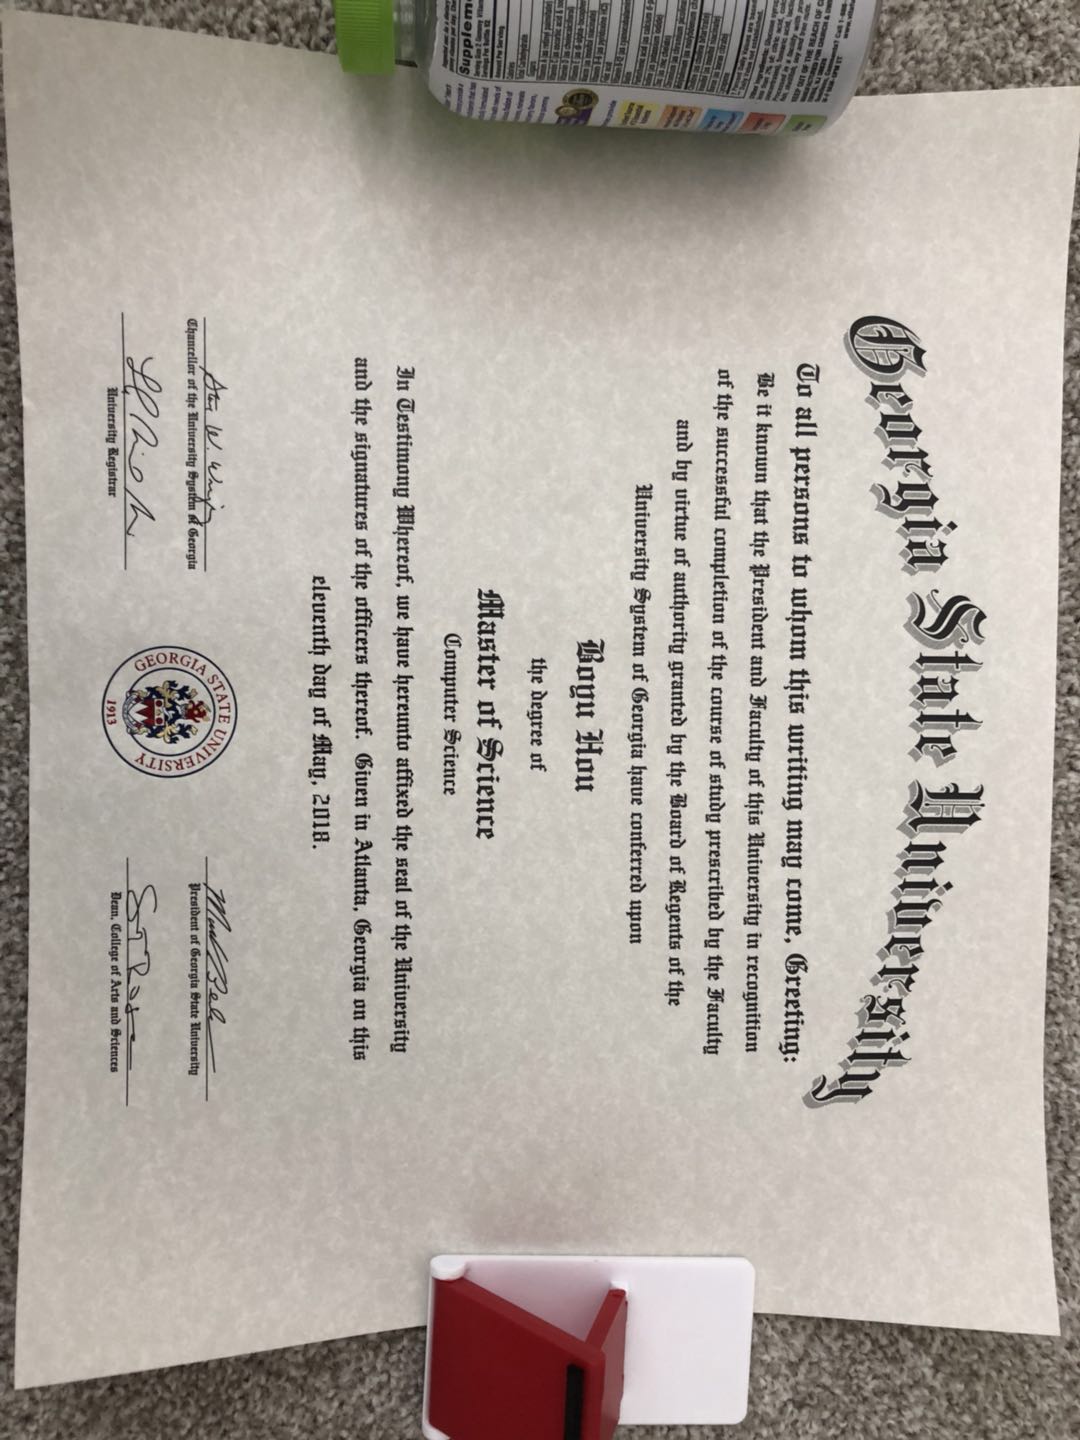 Georgia State University
To all persons to whom this writing may come, Greeting:
Be it known that the President and Faculty of this University in recognition
of the successful completion of the course of study prescribed by the Faculty
and by virtue of authority granted by the Board of Regents of the
University System of Georgia have conferred upon
Boyu Hou
the degree of
Master of Science
Computer Science
In Testimony Whereof, we have hereunto affixed the seal of the University
and the signatures of the officers thereof. Given in Atlanta, Georgia on this
eleventh day of May, 2018.
Chancellor of the University System of Georgia
University Registrar
GEORGIA STATE UNIVERSITY
1913
President of Georgia State University
Dean, College of Arts and Sciences
Supplem